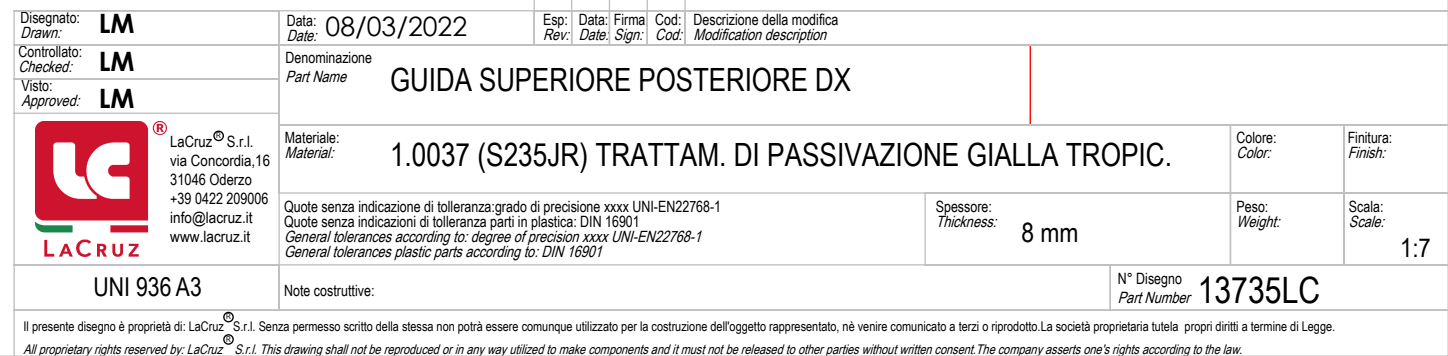 Disegnato:
Drawn: LM
Data:
Date: 08/03/2022
Esp: Data: Firma Cod: Descrizione della modifica
Rev: Date: Sign: Cod: Modification description
Controllato:
Checked: LM
Visto:
Approved: LM
Denominazione
Part Name GUIDA SUPERIORE POSTERIORE DX
LC ®
LACRUZ
LaCruz® S.r.l.
via Concordia,16
31046 Oderzo
+39 0422 209006
info@lacruz.it
www.lacruz.it
Materiale:
Material: 1.0037 (S235JR) TRATTAM. DI PASSIVAZIONE GIALLA TROPIC.
Colore:
Color:
Finitura:
Finish:
Quote senza indicazione di tolleranza:grado di precisione xxxx UNI-EN22768-1
Quote senza indicazioni di tolleranza parti in plastica: DIN 16901
General tolerances according to: degree of precision xxxx UNI-EN22768-1
General tolerances plastic parts according to: DIN 16901
Spessore:
Thickness: 8 mm
Peso:
Weight:
Scala:
Scale: 1:7
UNI 936 A3
Note costruttive:
N° Disegno
Part Number 13735LC
Il presente disegno è proprietà di: LaCruz® S.r.l. Senza permesso scritto della stessa non potrà essere comunque utilizzato per la costruzione dell'oggetto rappresentato, nè venire comunicato a terzi o riprodotto.La società proprietaria tutela propri diritti a termine di Legge.
All proprietary rights reserved by: LaCruz® S.r.l. This drawing shall not be reproduced or in any way utilized to make components and it must not be released to other parties without written consent.The company asserts one's rights according to the law.